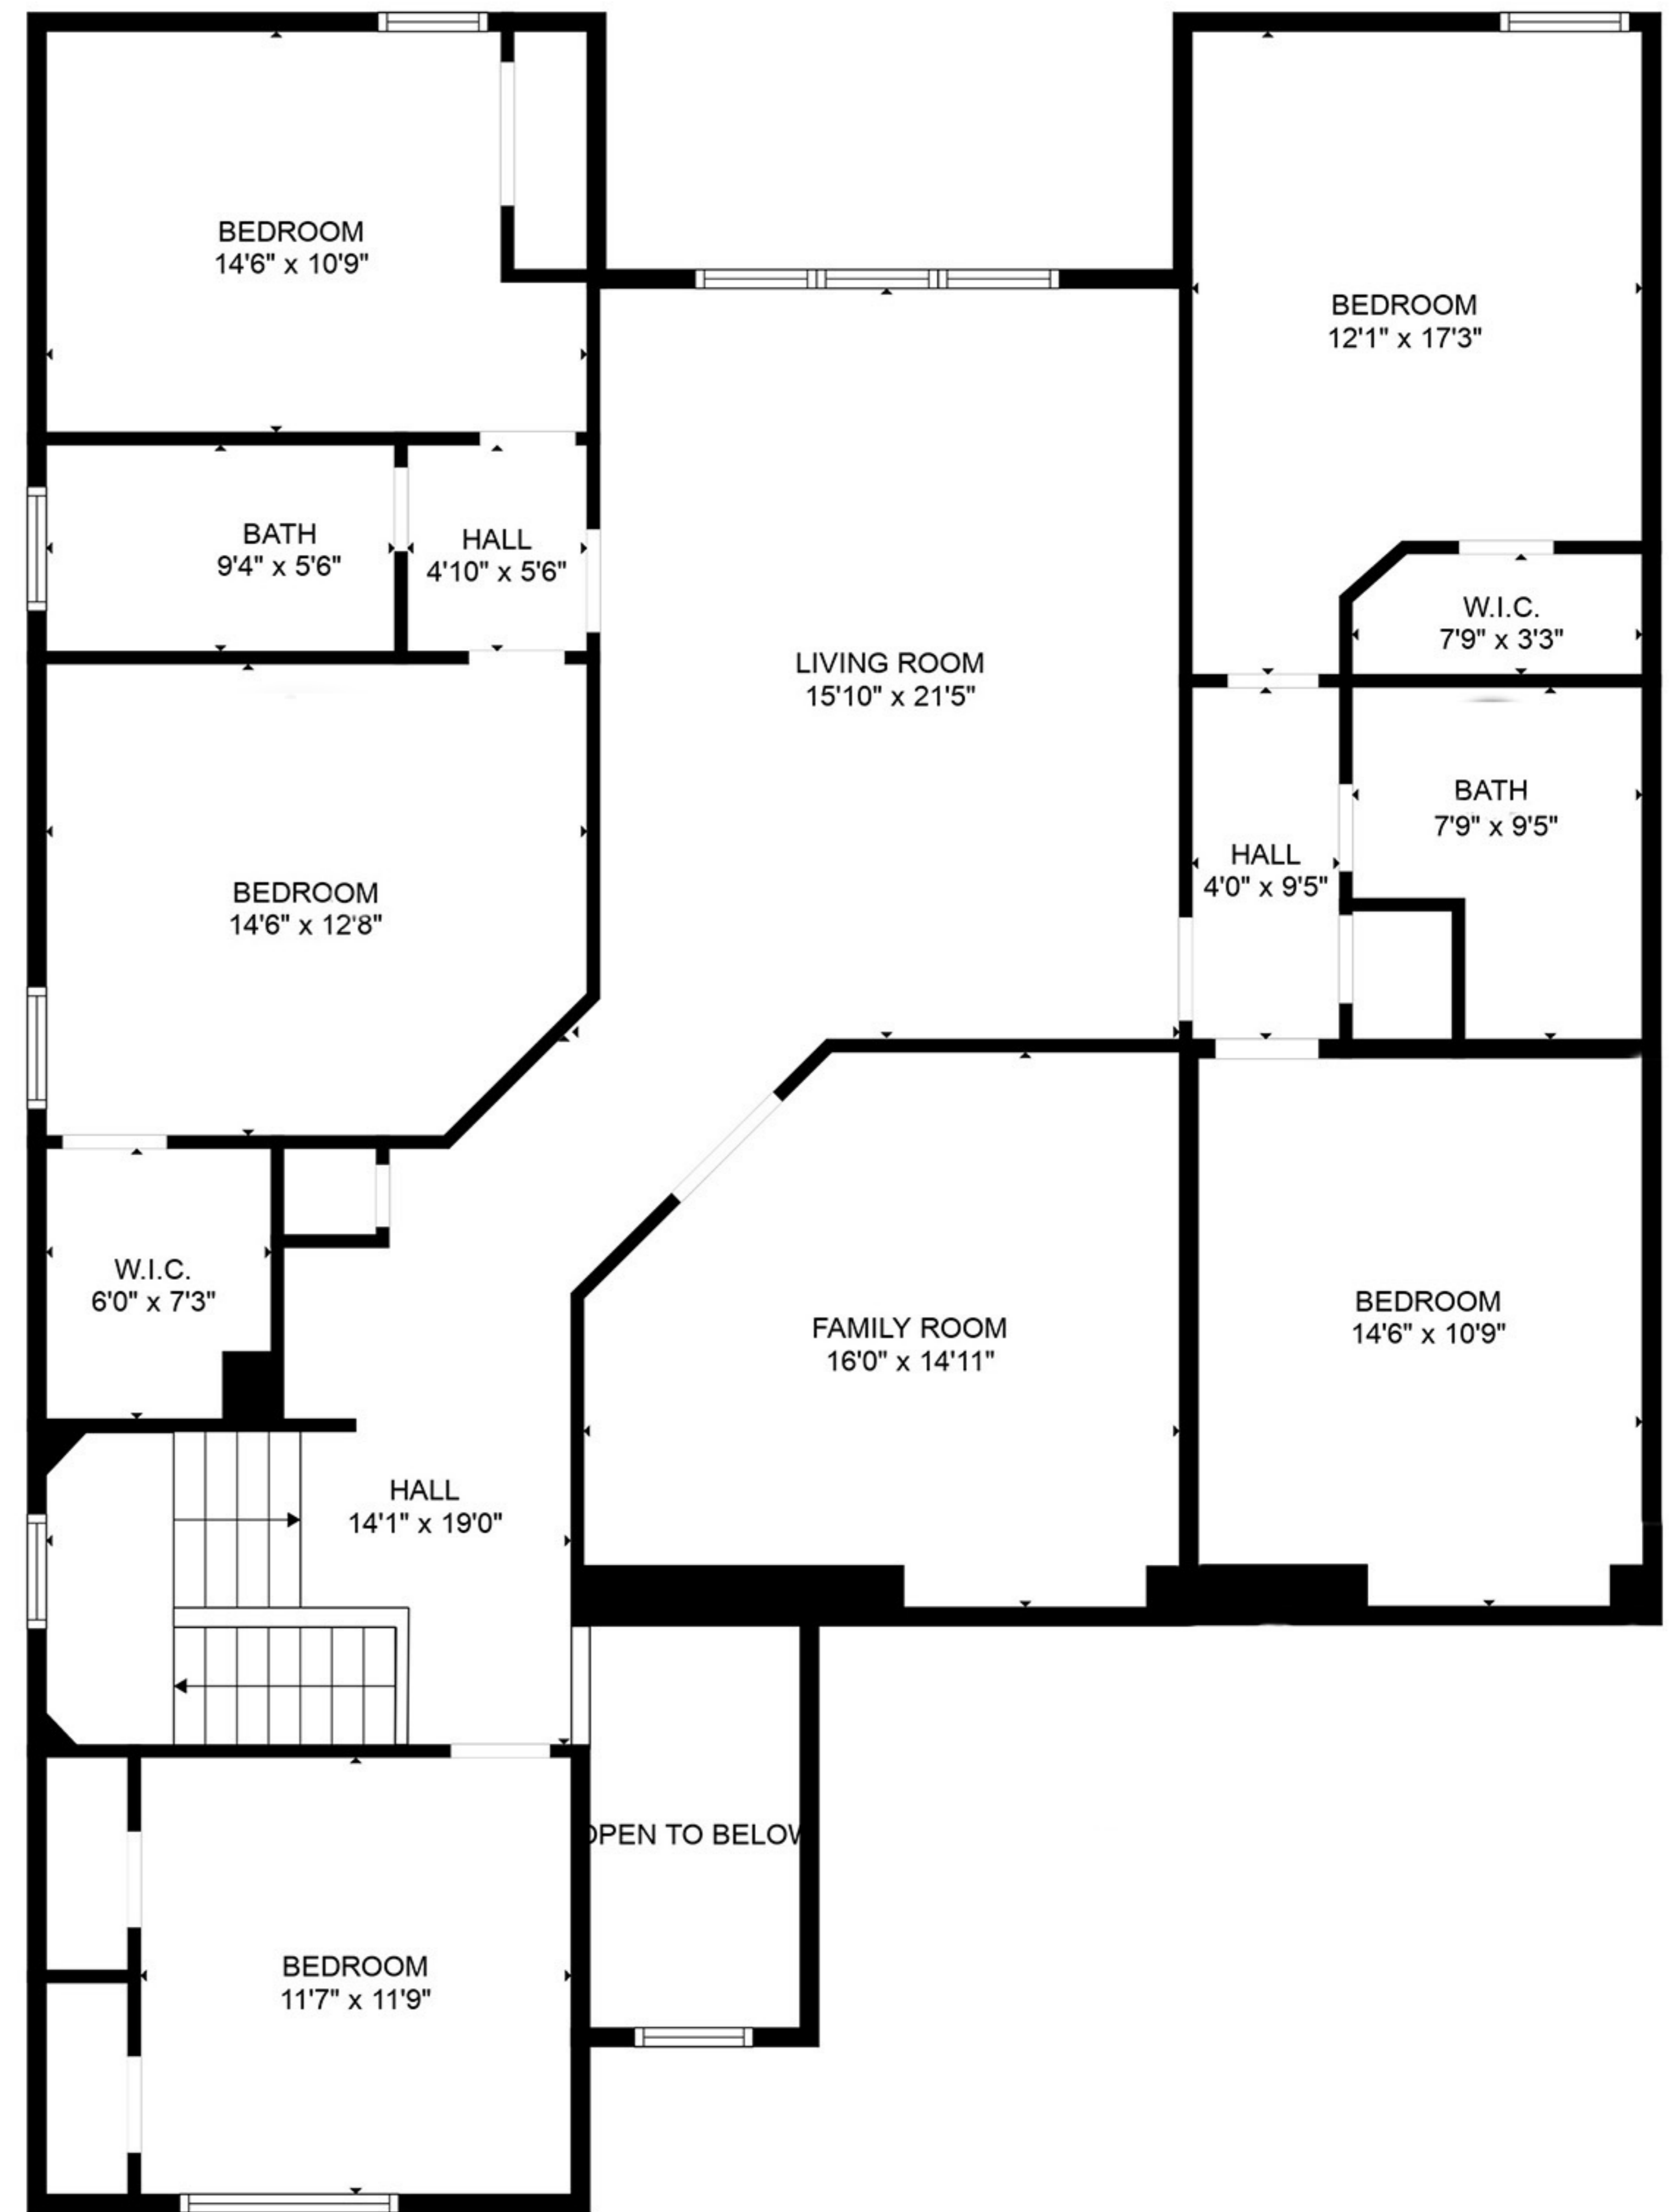 BEDROOM
14'6" x 10'9"
BEDROOM
12'1" x 17'3"
BATH
9'4" x 5'6"
HALL
4'10" x 5'6"
W.I.C.
7'9" x 3'3"
LIVING ROOM
15'10" x 21'5"
BATH
7'9" x 9'5"
HALL
4'0" x 9'5"
BEDROOM
14'6" x 12'8"
W.I.C.
6'0" x 7'3"
FAMILY ROOM
16'0" x 14'11"
BEDROOM
14'6" x 10'9"
HALL
14'1" x 19'0"
OPEN TO BELOW
BEDROOM
11'7" x 11'9"